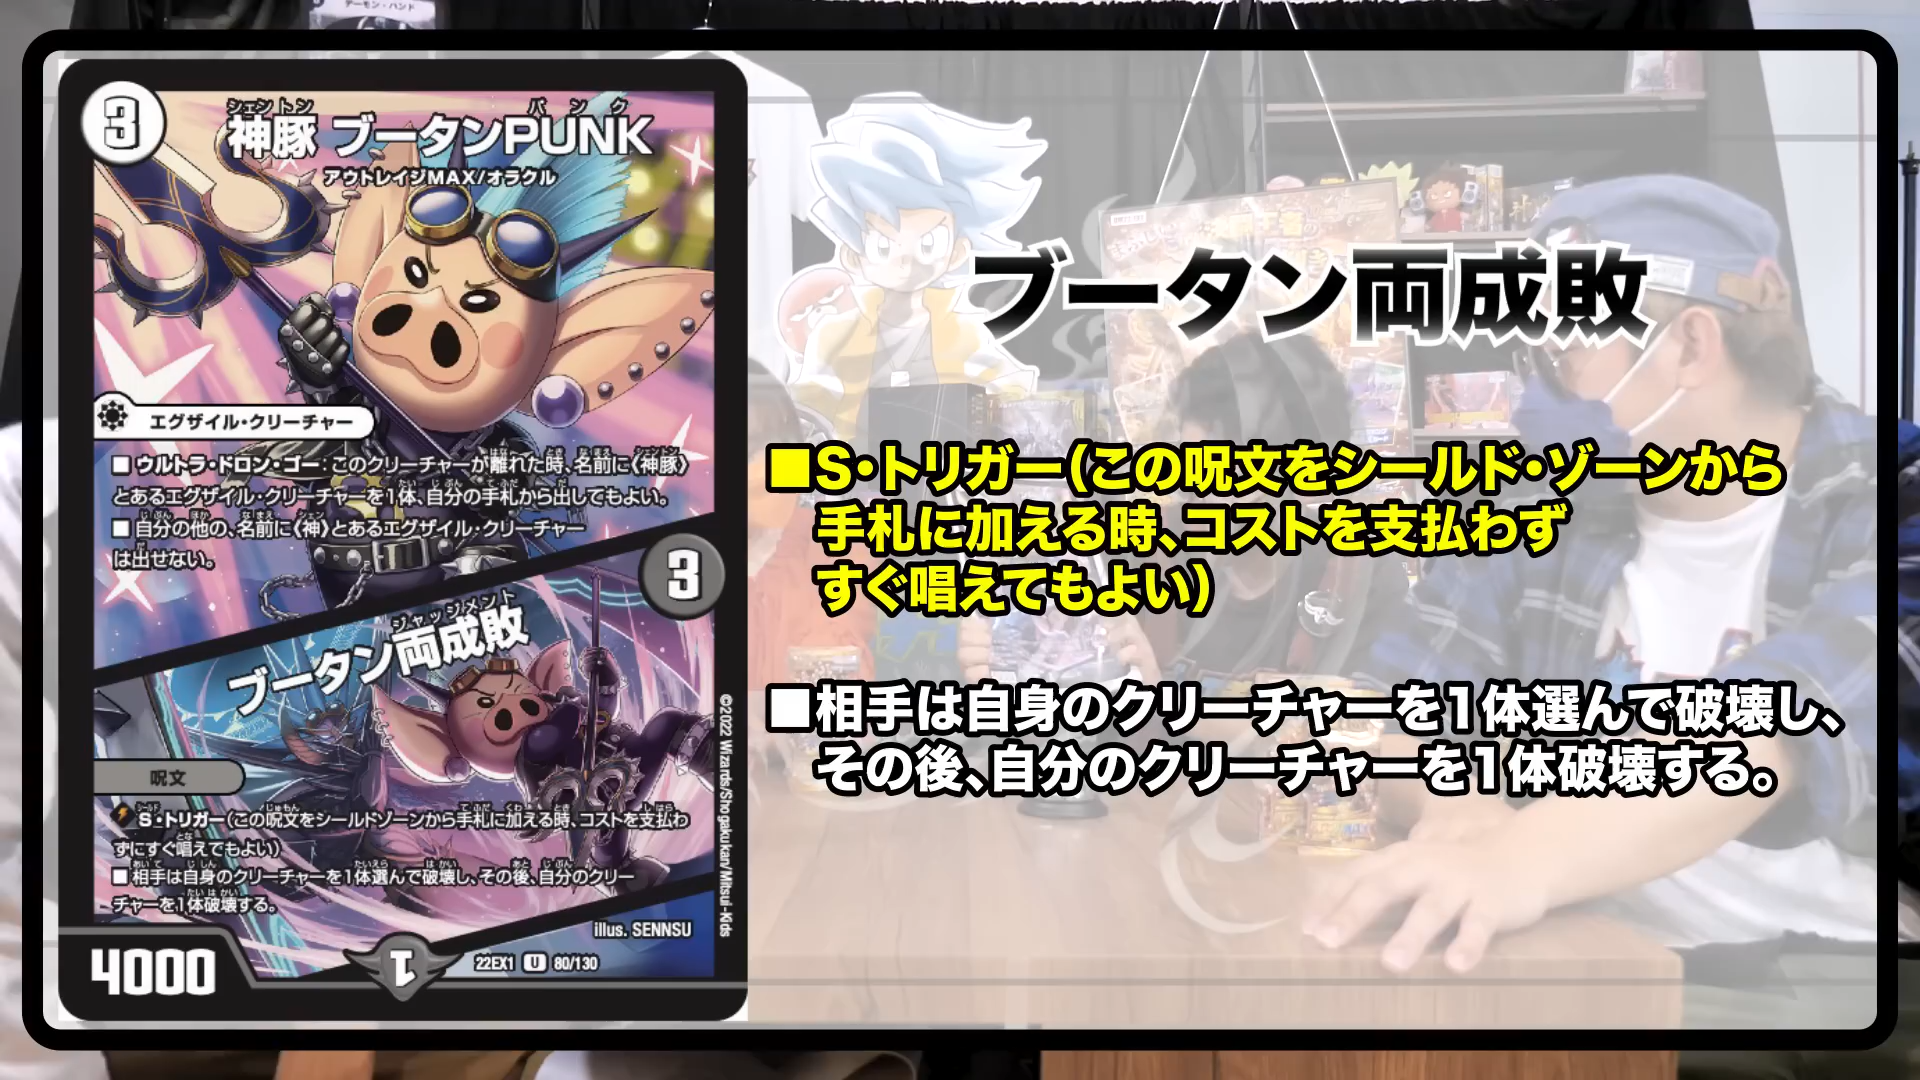 デーモン・ハンド
3
シェントン パンク
神豚 ブータンPUNK
アウトレイジMAX/オラクル
エグザイル・クリーチャー
■ ウルトラ・ドロン・ゴー：このクリーチャーが離れた時、名前に《神豚》
とあるエグザイル・クリーチャーを1体、自分の手札から出してもよい。
■ 自分の他の、名前に《神》とあるエグザイル・クリーチャー
は出せない。
3
ジャッジメント
ブータン両成敗
呪文
S・トリガー（この呪文をシールドゾーンから手札に加える時、コストを支払わ
ずにすぐ唱えてもよい）
■ 相手は自身のクリーチャーを1体選んで破壊し、その後、自分のクリー
チャーを1体破壊する。
©2022 Wizards/Shogakukan/Mitsui-Kids
illus. SENNSU
4000
1
22EX1 U 80/130
ブータン両成敗
■S・トリガー（この呪文をシールド・ゾーンから
手札に加える時、コストを支払わず
すぐ唱えてもよい）
■相手は自身のクリーチャーを1体選んで破壊し、
その後、自分のクリーチャーを1体破壊する。